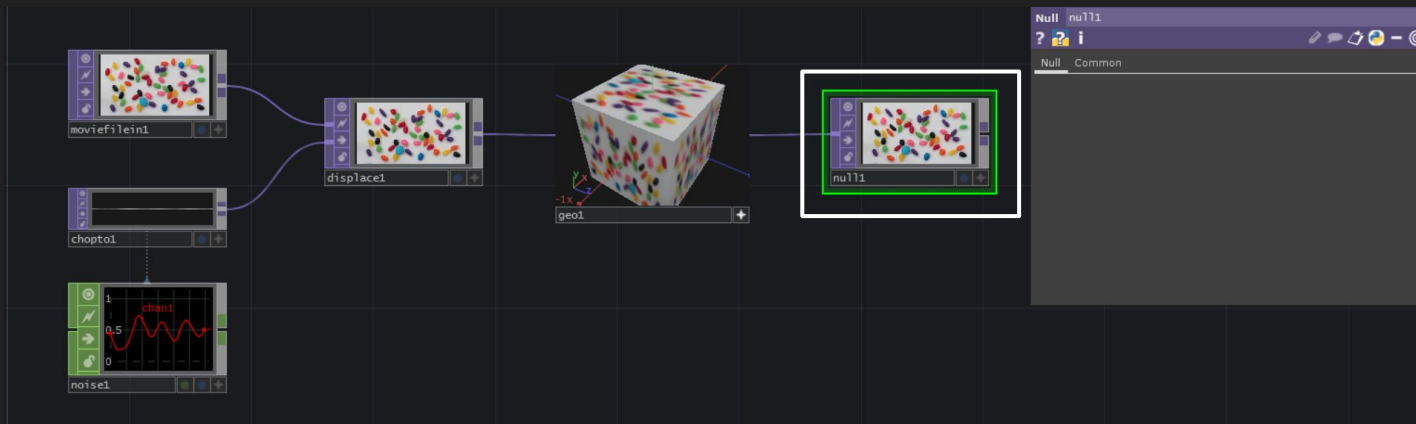 moviefilein1
chopto1
1
chan1
0.5
0
noise1
displace1
y
x
z
-1x
geo1
null1
Null null1
? ? i
Null Common